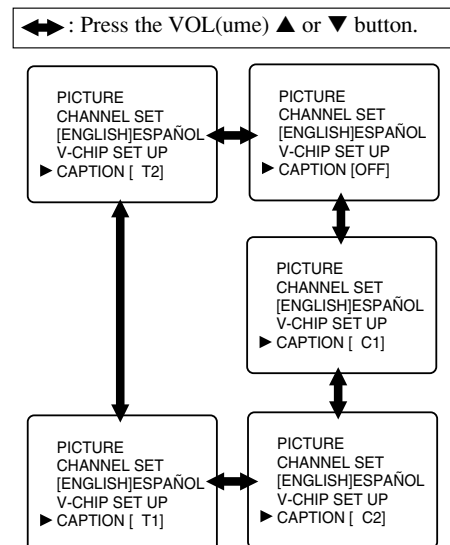 : Press the VOL(ume) ▲ or ▼ button.
PICTURE
CHANNEL SET
[ENGLISH]ESPAÑOL
V-CHIP SET UP
▶ CAPTION [ T2]
PICTURE
CHANNEL SET
[ENGLISH]ESPAÑOL
V-CHIP SET UP
▶ CAPTION [OFF]
PICTURE
CHANNEL SET
[ENGLISH]ESPAÑOL
V-CHIP SET UP
▶ CAPTION [ C1]
PICTURE
CHANNEL SET
[ENGLISH]ESPAÑOL
V-CHIP SET UP
▶ CAPTION [ T1]
PICTURE
CHANNEL SET
[ENGLISH]ESPAÑOL
V-CHIP SET UP
▶ CAPTION [ C2]